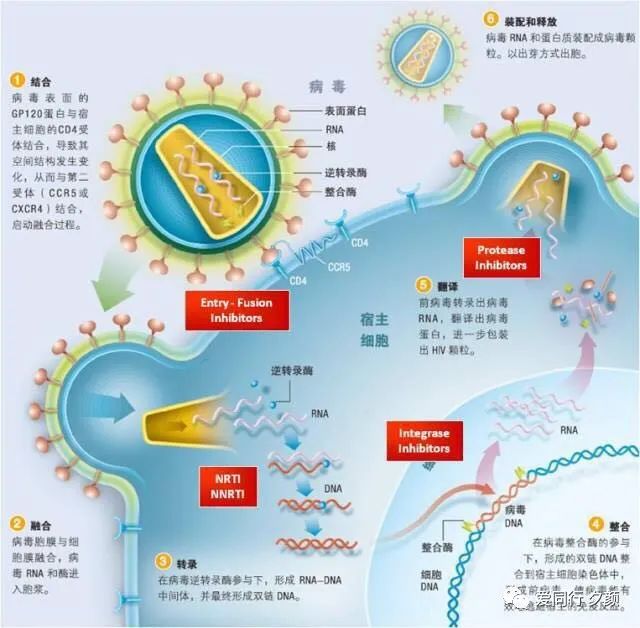 6 装配和释放
病毒 RNA 和蛋白质装配成病毒颗
粒。以出芽方式出胞。
1 结合
病毒表面的
GP120蛋白与宿
主细胞的CD4受
体结合，导致其
空间结构发生变
化，从而与第二
受体（CCR5或
CXCR4）结合，
启动融合过程。
病毒
表面蛋白
RNA
核
逆转录酶
整合酶
CD4
CCR5
CD4
Entry - Fusion
Inhibitors
Protease
Inhibitors
5 翻译
前病毒转录出病毒
RNA，翻译出病毒
蛋白，进一步包装
出 HIV 颗粒。
宿主
细胞
逆转录酶
RNA
NRTI
NNRTI
DNA
Integrase
Inhibitors
RNA
病毒
DNA
整合酶
细胞 DNA
2 融合
病毒胞膜与细
胞膜融合，病
毒 RNA 和酶进
入胞浆。
3 转录
在病毒逆转录酶参与下，形成 RNA-DNA
中间体，并最终形成双链 DNA。
4 整合
在病毒整合酶的参与
下，形成的双链 DNA 整
合到宿主细胞染色体中，
爱同行夕颜